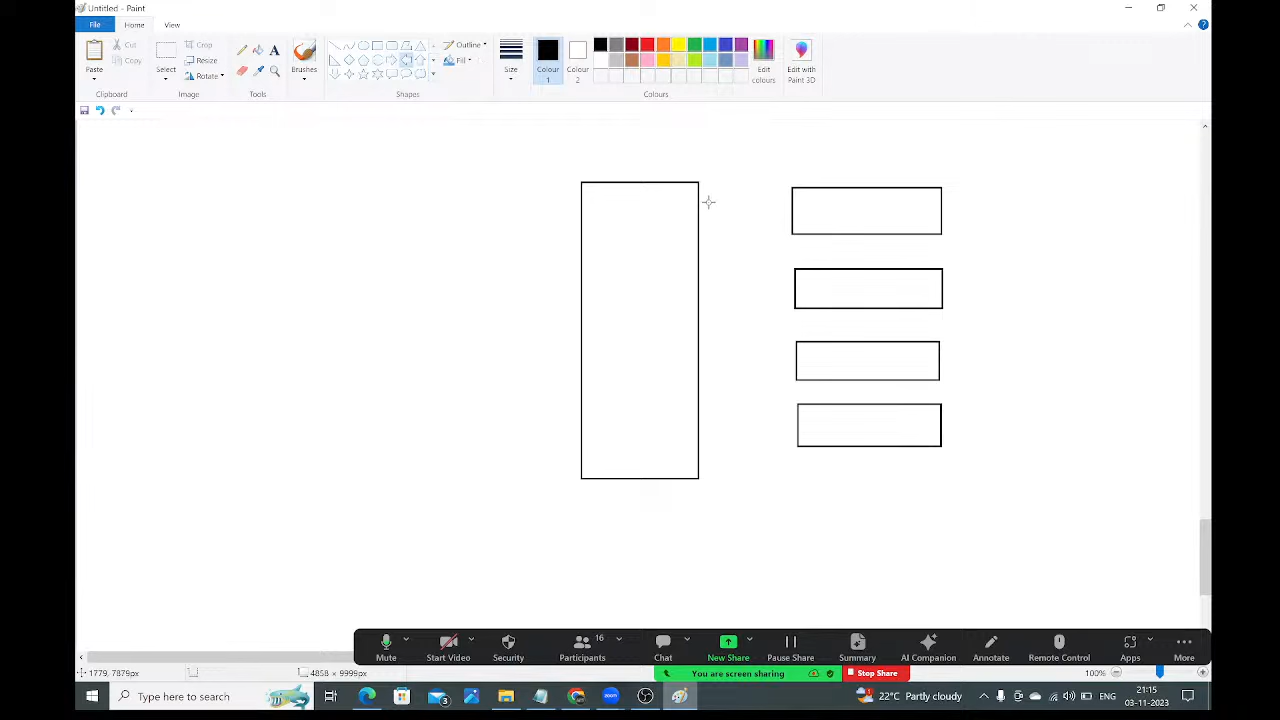 Untitled - Paint
File Home View
Paste Cut Copy
Select Crop Resize Rotate
Brushes
Outline Fill
Size
Colour 1
Colour 2
Edit colours
Edit with Paint 3D
Clipboard Image Tools Shapes Colours
Mute Start Video Security Participants 16 Chat New Share Pause Share Summary AI Companion Annotate Remote Control Apps More
1779, 7879px 4858 × 9999px You are screen sharing Stop Share 100%
Type here to search 3 zoom 22°C Partly cloudy ENG 21:15
03-11-2023